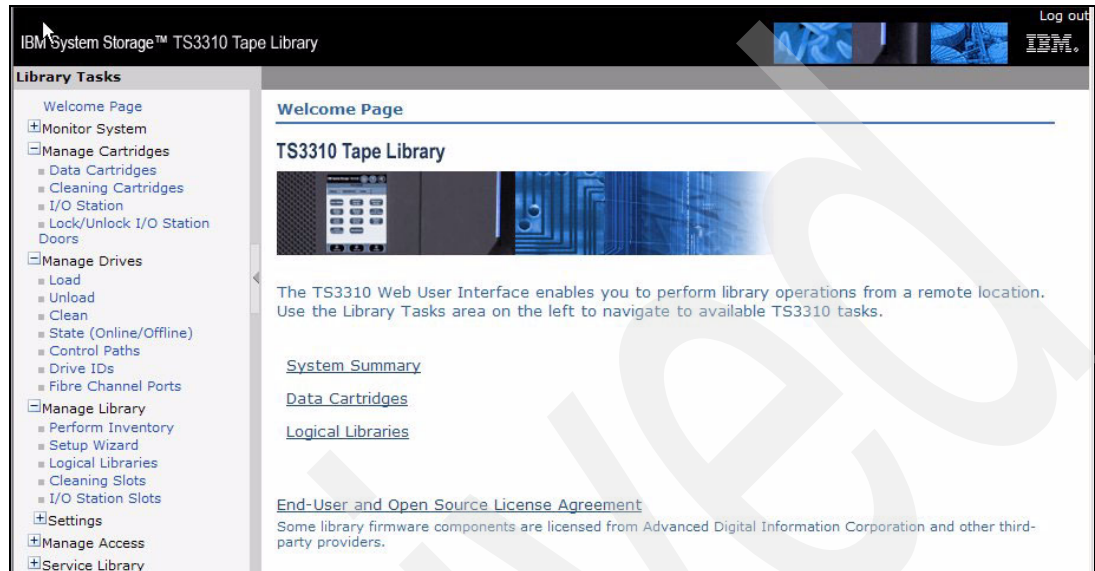 Log out
IBM System Storage™ TS3310 Tape Library
IBM.
Library Tasks
Welcome Page
Monitor System
Manage Cartridges
Data Cartridges
Cleaning Cartridges
I/O Station
Lock/Unlock I/O Station
Doors
Manage Drives
Load
Unload
Clean
State (Online/Offline)
Control Paths
Drive IDs
Fibre Channel Ports
Manage Library
Perform Inventory
Setup Wizard
Logical Libraries
Cleaning Slots
I/O Station Slots
Settings
Manage Access
Service Library
Welcome Page
TS3310 Tape Library
The TS3310 Web User Interface enables you to perform library operations from a remote location.
Use the Library Tasks area on the left to navigate to available TS3310 tasks.
System Summary
Data Cartridges
Logical Libraries
End-User and Open Source License Agreement
Some library firmware components are licensed from Advanced Digital Information Corporation and other third-
party providers.